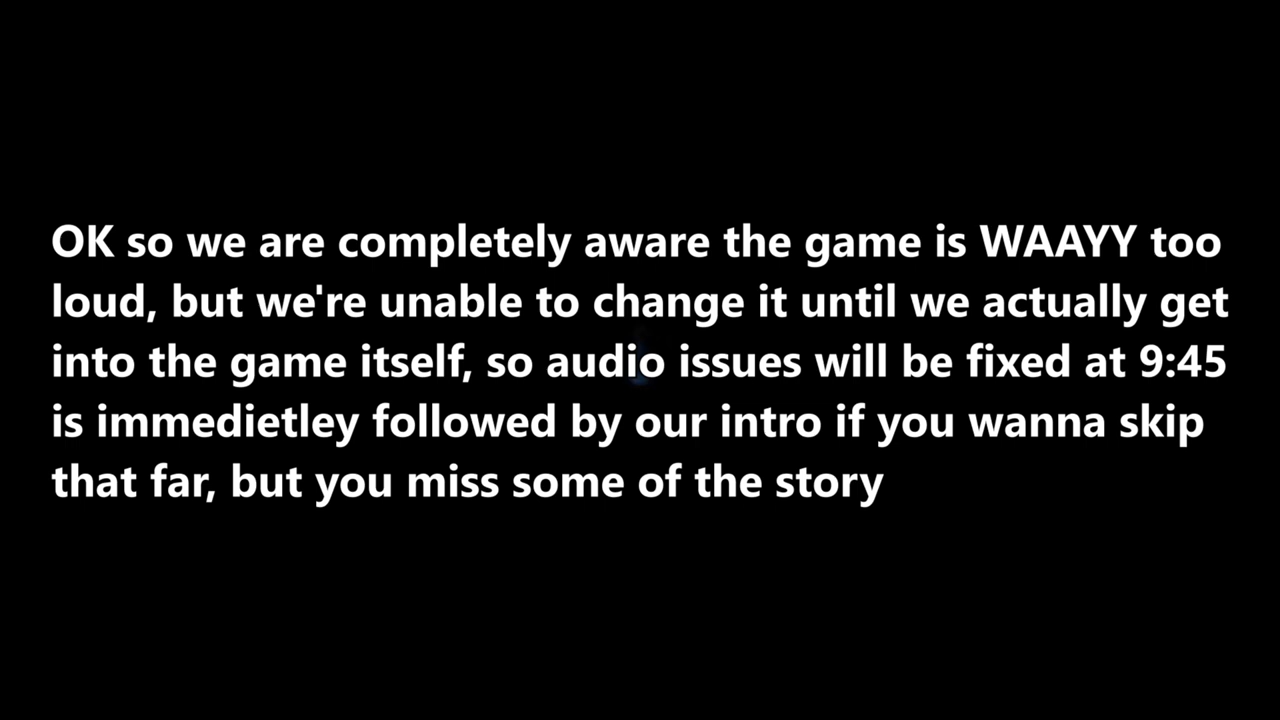 OK so we are completely aware the game is WAAYY too
loud, but we're unable to change it until we actually get
into the game itself, so audio issues will be fixed at 9:45
is immedietley followed by our intro if you wanna skip
that far, but you miss some of the story